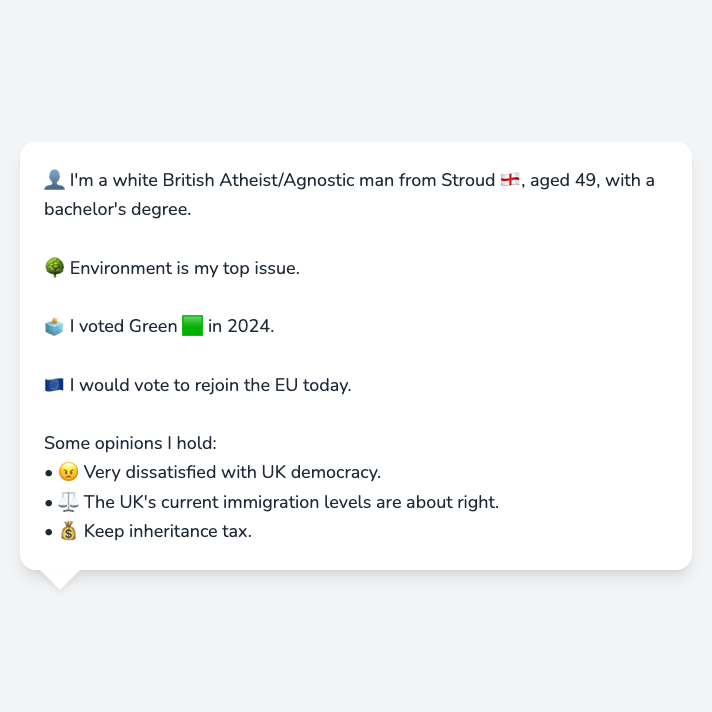 👤 I'm a white British Atheist/Agnostic man from Stroud 🏴󠁧󠁢󠁥󠁮󠁧󠁿, aged 49, with a
bachelor's degree.
🌳 Environment is my top issue.
🗳️ I voted Green 🟩 in 2024.
🇪🇺 I would vote to rejoin the EU today.
Some opinions I hold:
• 😠 Very dissatisfied with UK democracy.
• ⚖️ The UK's current immigration levels are about right.
• 💰 Keep inheritance tax.